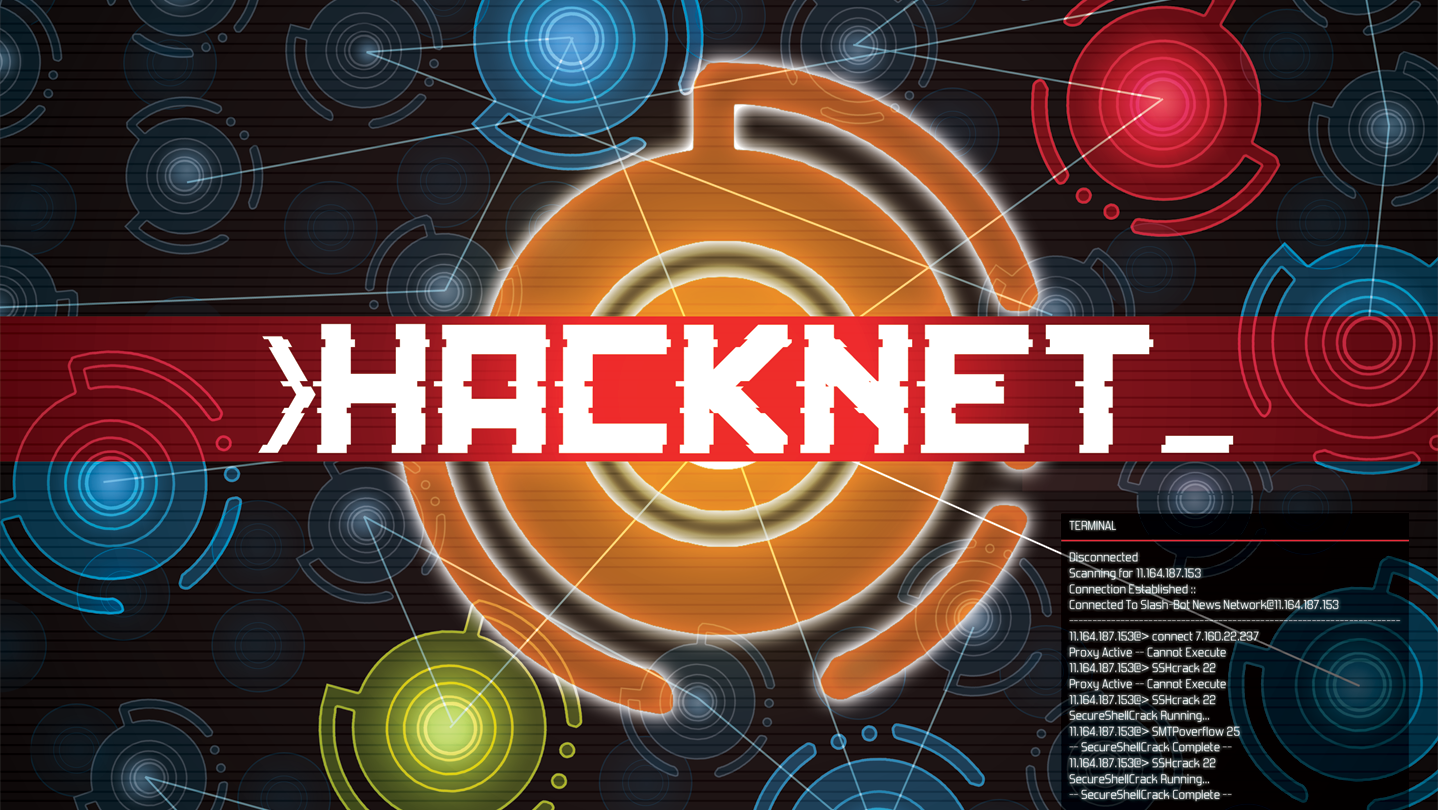 >HACKNET_
TERMINAL
Disconnected
Scanning for 11.164.187.153
Connection Established ::
Connected To Slash-Bot News Network@11.164.187.153
--------------------------------------------------------------------------------
11.164.187.153@> connect 7.160.22.237
Proxy Active -- Cannot Execute
11.164.187.153@> SSHcrack 22
Proxy Active -- Cannot Execute
11.164.187.153@> SSHcrack 22
SecureShellCrack Running...
11.164.187.153@> SMTPoverflow 25
-- SecureShellCrack Complete --
11.164.187.153@> SSHcrack 22
SecureShellCrack Running...
-- SecureShellCrack Complete --